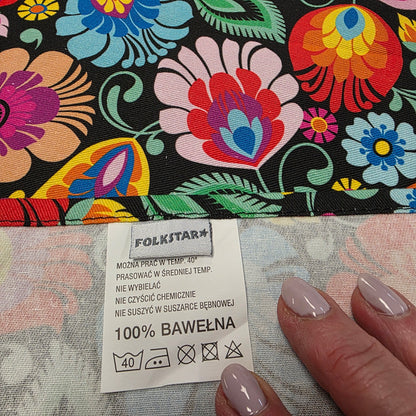 FOLKSTAR★
MOŻNA PRAĆ W TEMP. 40°
PRASOWAĆ W ŚREDNIEJ TEMP.
NIE WYBIELAĆ
NIE CZYŚCIĆ CHEMICZNIE
NIE SUSZYĆ W SUSZARCE BĘBNOWEJ
100% BAWEŁNA
40